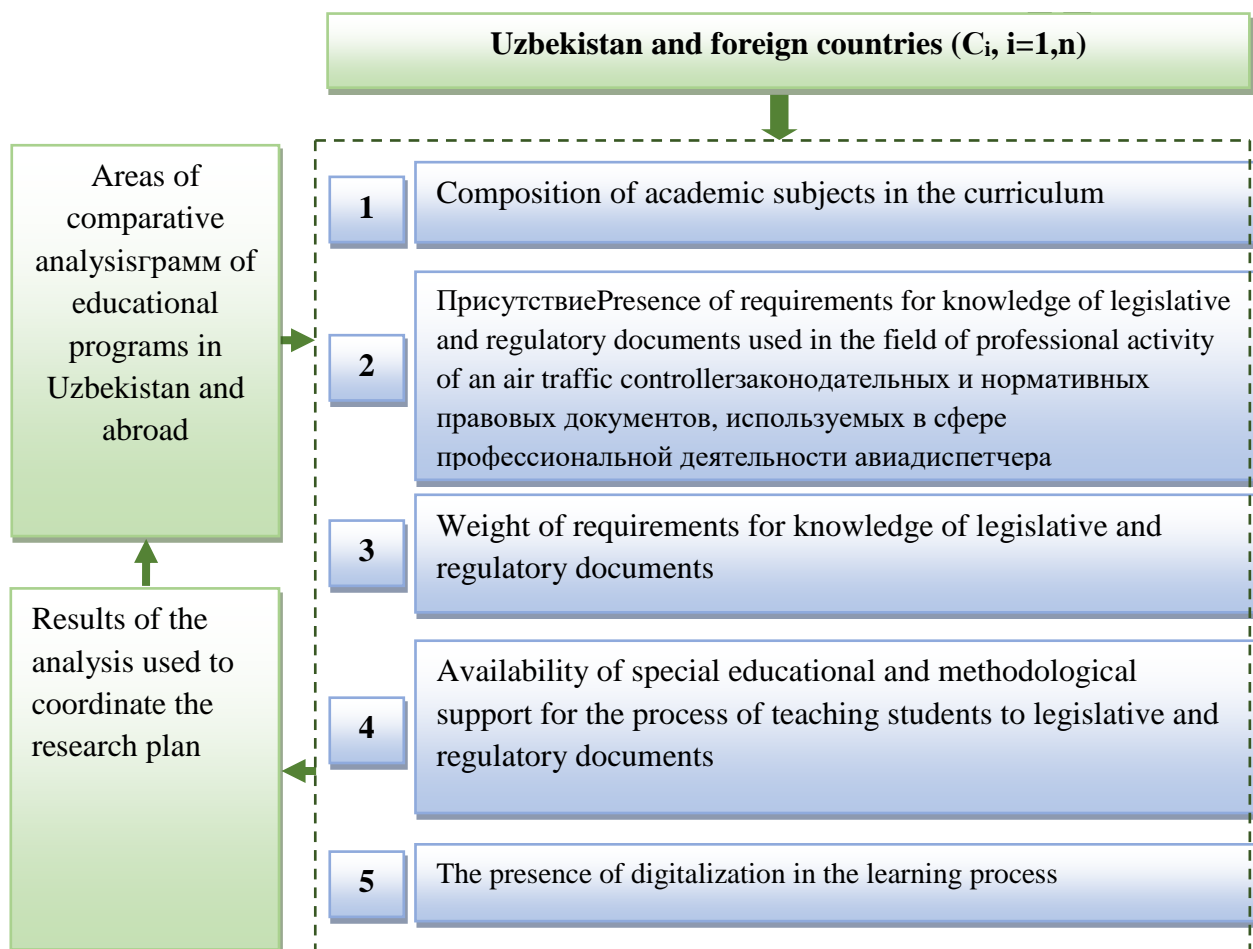 Uzbekistan and foreign countries (Cᵢ, i=1,n)
Areas of
comparative
analysisграмм of
educational
programs in
Uzbekistan and
abroad
Results of the
analysis used to
coordinate the
research plan
1
Composition of academic subjects in the curriculum
2
ПрисутствиеPresence of requirements for knowledge of legislative
and regulatory documents used in the field of professional activity
of an air traffic controllerзаконодательных и нормативных
правовых документов, используемых в сфере
профессиональной деятельности авиадиспетчера
3
Weight of requirements for knowledge of legislative and
regulatory documents
4
Availability of special educational and methodological
support for the process of teaching students to legislative and
regulatory documents
5
The presence of digitalization in the learning process